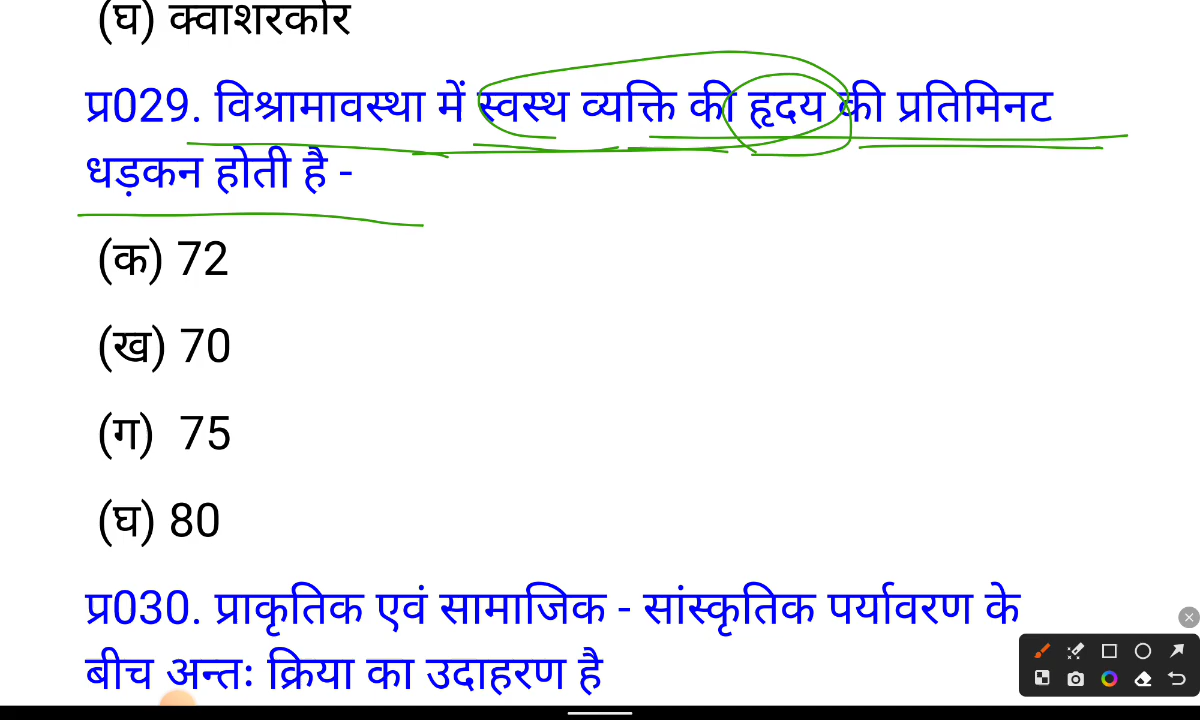 (घ) क्वाशरकोर
प्र029. विश्रामावस्था में स्वस्थ व्यक्ति की हृदय की प्रतिमिनट
धड़कन होती है -
(क) 72
(ख) 70
(ग) 75
(घ) 80
प्र030. प्राकृतिक एवं सामाजिक - सांस्कृतिक पर्यावरण के
बीच अन्तः क्रिया का उदाहरण है